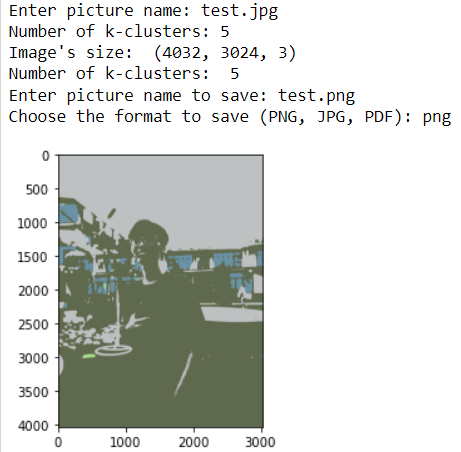 Enter picture name: test.jpg
Number of k-clusters: 5
Image's size:  (4032, 3024, 3)
Number of k-clusters:  5
Enter picture name to save: test.png
Choose the format to save (PNG, JPG, PDF): png
0
500
1000
1500
2000
2500
3000
3500
4000
0 1000 2000 3000